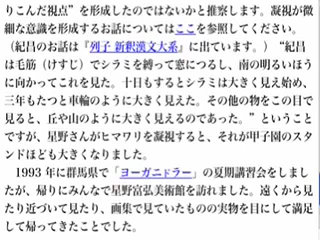 りこんだ視点”を形成したのではないかと推察します。凝視が微
細な意識を形成するお話についてはここを参照してください。
（紀昌のお話は『列子 新釈漢文大系』に出ています。）“紀昌
は毛筋（けすじ）でシラミを縛って窓につるし、南の明るいほう
に向かってこれを見た。十日もするとシラミは大きく見え始め、
三年もたつと車輪のように大きく見えた。その他の物をこの目で
見ると、丘や山のように大きく見えるのであった。”ということ
ですが、星野さんがヒマワリを凝視すると、それが甲子園のスタ
ンドほども大きくなりました。
1993年に群馬県で「ヨーガニドラー」の夏期講習会をしまし
たが、帰りにみんなで星野富弘美術館を訪れました。遠くから見
たり近づいて見たり、画集で見ていたものの実物を目にして満足
して帰ってきたことでした。